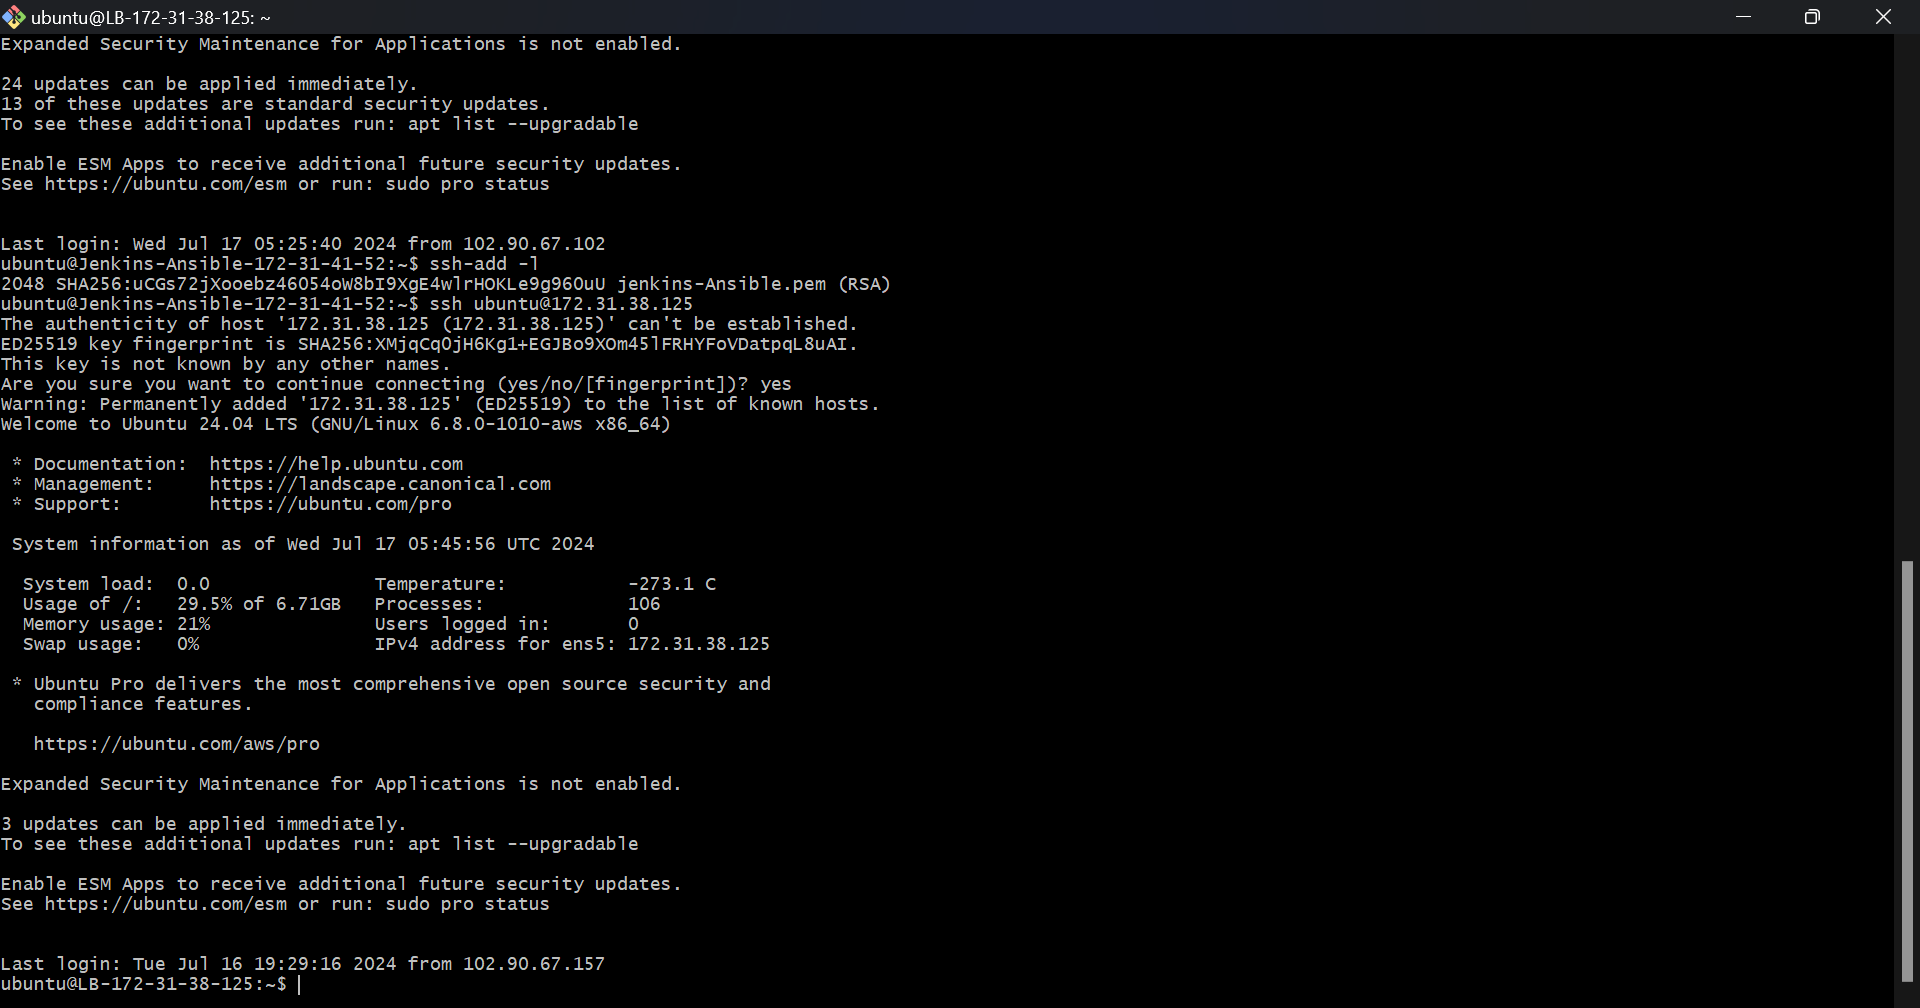 ubuntu@LB-172-31-38-125: ~
Expanded Security Maintenance for Applications is not enabled.
24 updates can be applied immediately.
13 of these updates are standard security updates.
To see these additional updates run: apt list --upgradable
Enable ESM Apps to receive additional future security updates.
See https://ubuntu.com/esm or run: sudo pro status
Last login: Wed Jul 17 05:25:40 2024 from 102.90.67.102
ubuntu@Jenkins-Ansible-172-31-41-52:~$ ssh-add -l
2048 SHA256:uCGs72jXooebz46054oW8bI9XgE4wlrHOKLe9g960uU jenkins-Ansible.pem (RSA)
ubuntu@Jenkins-Ansible-172-31-41-52:~$ ssh ubuntu@172.31.38.125
The authenticity of host '172.31.38.125 (172.31.38.125)' can't be established.
ED25519 key fingerprint is SHA256:XMjqCq0jH6Kg1+EGJBo9XOm45lFRHYFoVDatpqL8uAI.
This key is not known by any other names.
Are you sure you want to continue connecting (yes/no/[fingerprint])? yes
Warning: Permanently added '172.31.38.125' (ED25519) to the list of known hosts.
Welcome to Ubuntu 24.04 LTS (GNU/Linux 6.8.0-1010-aws x86_64)
* Documentation:  https://help.ubuntu.com
* Management:     https://landscape.canonical.com
* Support:        https://ubuntu.com/pro
System information as of Wed Jul 17 05:45:56 UTC 2024
System load:  0.0               Temperature:           -273.1 C
Usage of /:   29.5% of 6.71GB   Processes:             106
Memory usage: 21%               Users logged in:       0
Swap usage:   0%                IPv4 address for ens5: 172.31.38.125
* Ubuntu Pro delivers the most comprehensive open source security and
compliance features.
https://ubuntu.com/aws/pro
Expanded Security Maintenance for Applications is not enabled.
3 updates can be applied immediately.
To see these additional updates run: apt list --upgradable
Enable ESM Apps to receive additional future security updates.
See https://ubuntu.com/esm or run: sudo pro status
Last login: Tue Jul 16 19:29:16 2024 from 102.90.67.157
ubuntu@LB-172-31-38-125:~$